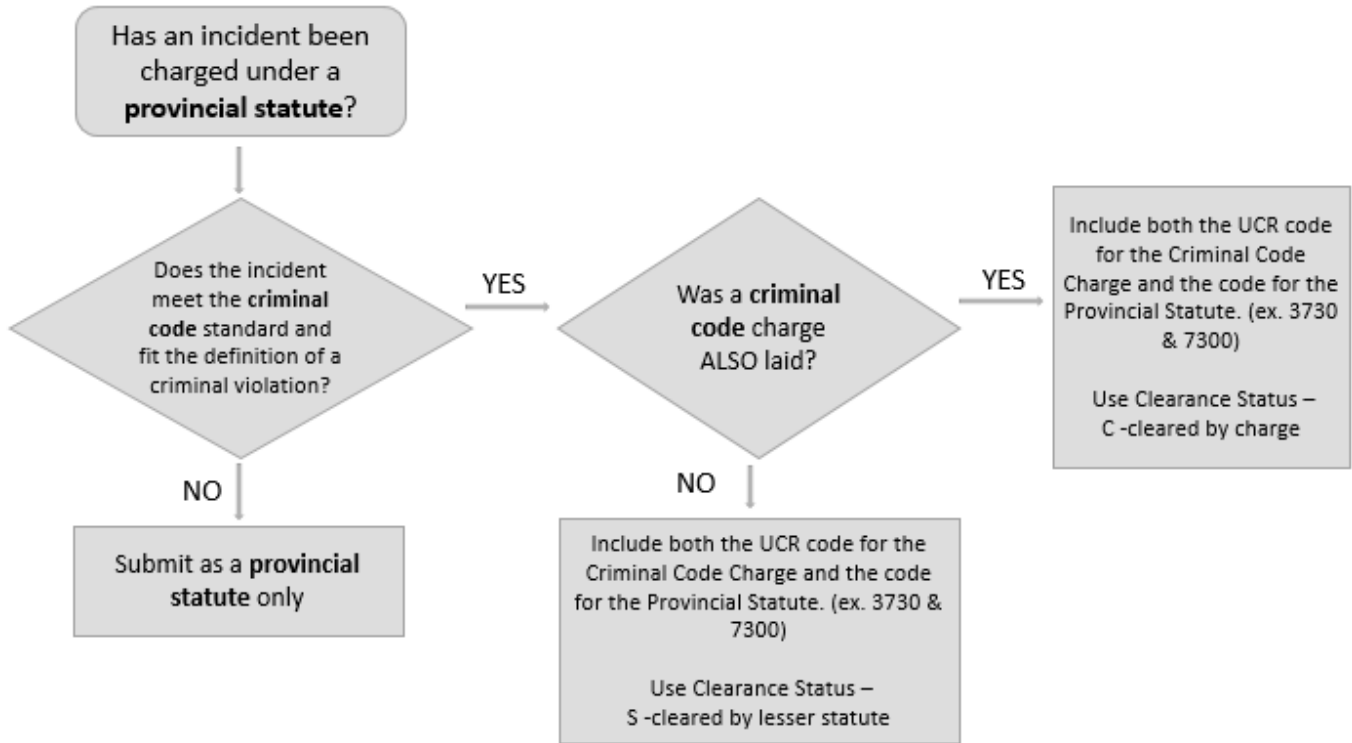 Has an incident been
charged under a
provincial statute?
Does the incident
meet the criminal
code standard and
fit the definition of a
criminal violation?
YES
Was a criminal
code charge
ALSO laid?
YES
Include both the UCR code
for the Criminal Code
Charge and the code for the
Provincial Statute. (ex. 3730
& 7300)
Use Clearance Status –
C -cleared by charge
NO
Submit as a provincial
statute only
NO
Include both the UCR code for the
Criminal Code Charge and the code
for the Provincial Statute. (ex. 3730 &
7300)
Use Clearance Status –
S -cleared by lesser statute